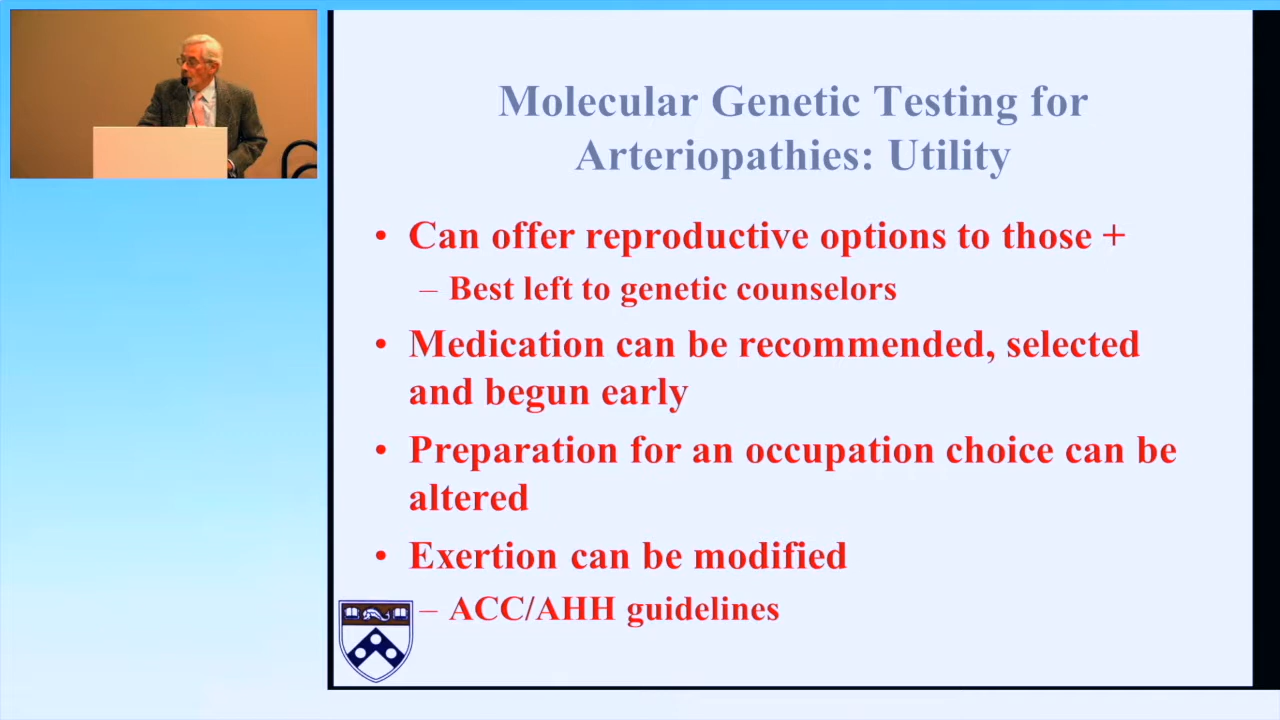 Molecular Genetic Testing for
Arteriopathies: Utility
• Can offer reproductive options to those +
– Best left to genetic counselors
• Medication can be recommended, selected
and begun early
• Preparation for an occupation choice can be
altered
• Exertion can be modified
– ACC/AHH guidelines